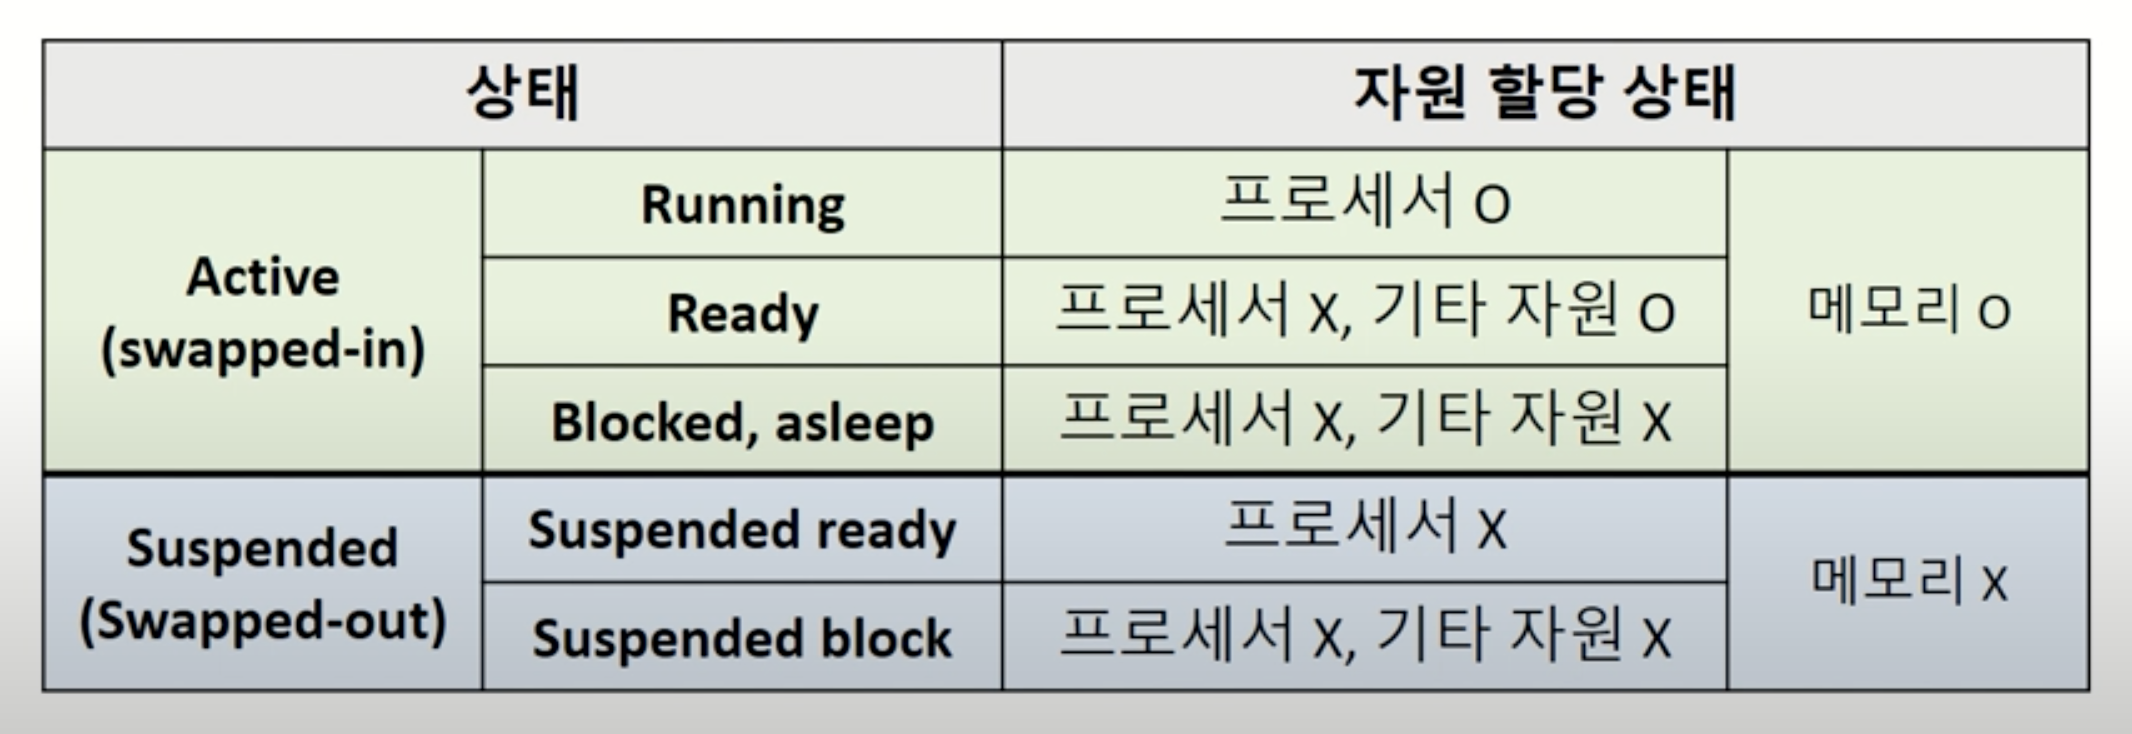 상태
자원 할당 상태
Active
(swapped-in)
Running
프로세서 O
메모리 O
Ready
프로세서 X, 기타 자원 O
Blocked, asleep
프로세서 X, 기타 자원 X
Suspended
(Swapped-out)
Suspended ready
프로세서 X
메모리 X
Suspended block
프로세서 X, 기타 자원 X